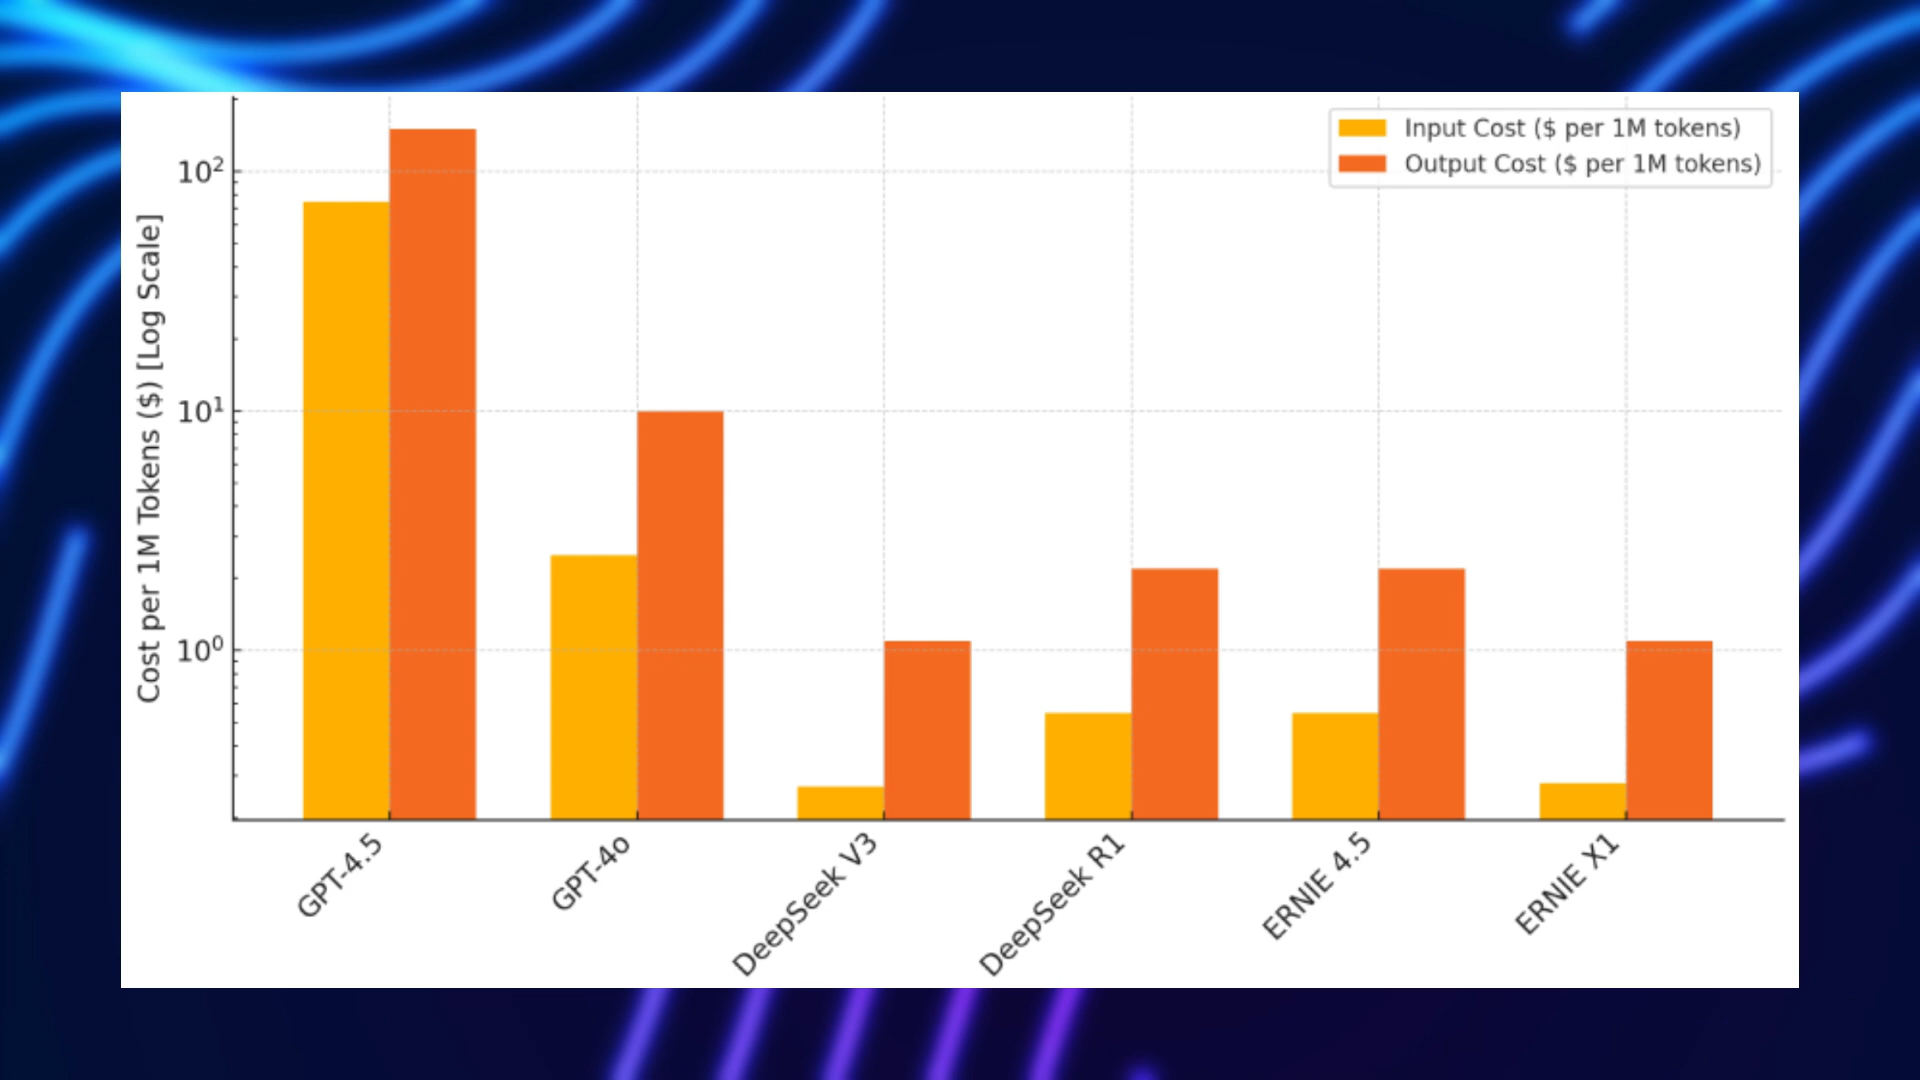 Input Cost ($ per 1M tokens)
Output Cost ($ per 1M tokens)
Cost per 1M Tokens ($) [Log Scale]
10²
10¹
10⁰
GPT-4.5
GPT-4o
DeepSeek V3
DeepSeek R1
ERNIE 4.5
ERNIE X1